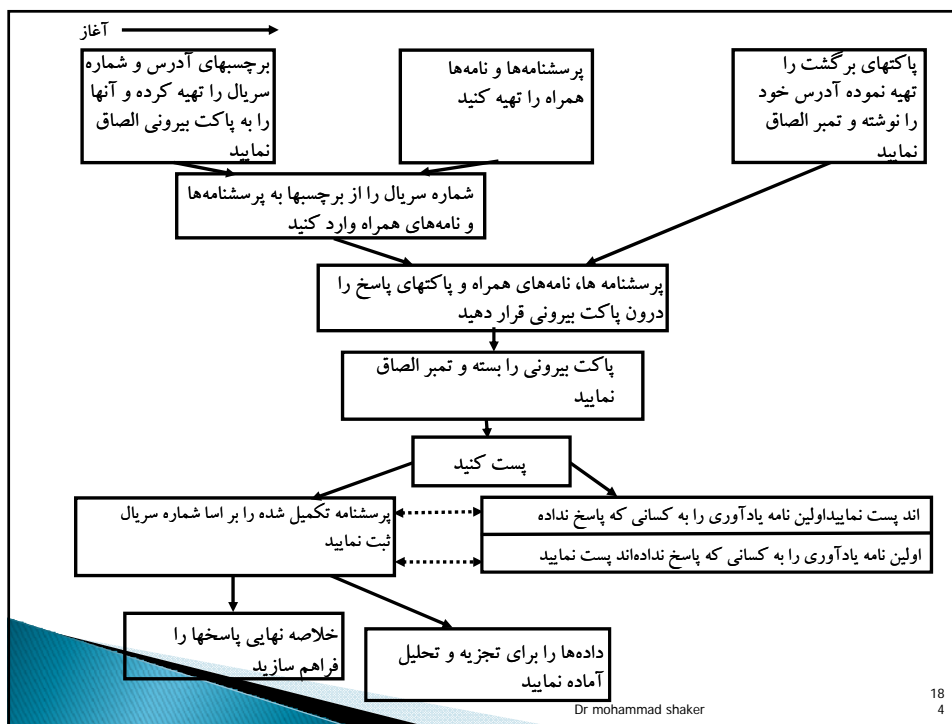 آغاز
برچسبهای آدرس و شماره
سریال را تهیه کرده و آنها
را به پاکت بیرونی الصاق
نمایید
پرسشنامه‌ها و نامه‌ها
همراه را تهیه کنید
پاکتهای برگشت را
تهیه نموده آدرس خود
را نوشته و تمبر الصاق
نمایید
شماره سریال را از برچسبها به پرسشنامه‌ها
و نامه‌های همراه وارد کنید
پرسشنامه ها، نامه‌های همراه و پاکتهای پاسخ را
درون پاکت بیرونی قرار دهید
پاکت بیرونی را بسته و تمبر الصاق
نمایید
پست کنید
پرسشنامه تکمیل شده را بر اسا شماره سریال
ثبت نمایید
اند پست نماییداولین نامه یادآوری را به کسانی که پاسخ نداده
اولین نامه یادآوری را به کسانی که پاسخ نداده‌اند پست نمایید
خلاصه نهایی پاسخها را
فراهم سازید
داده‌ها را برای تجزیه و تحلیل
آماده نمایید
Dr mohammad shaker
18
4